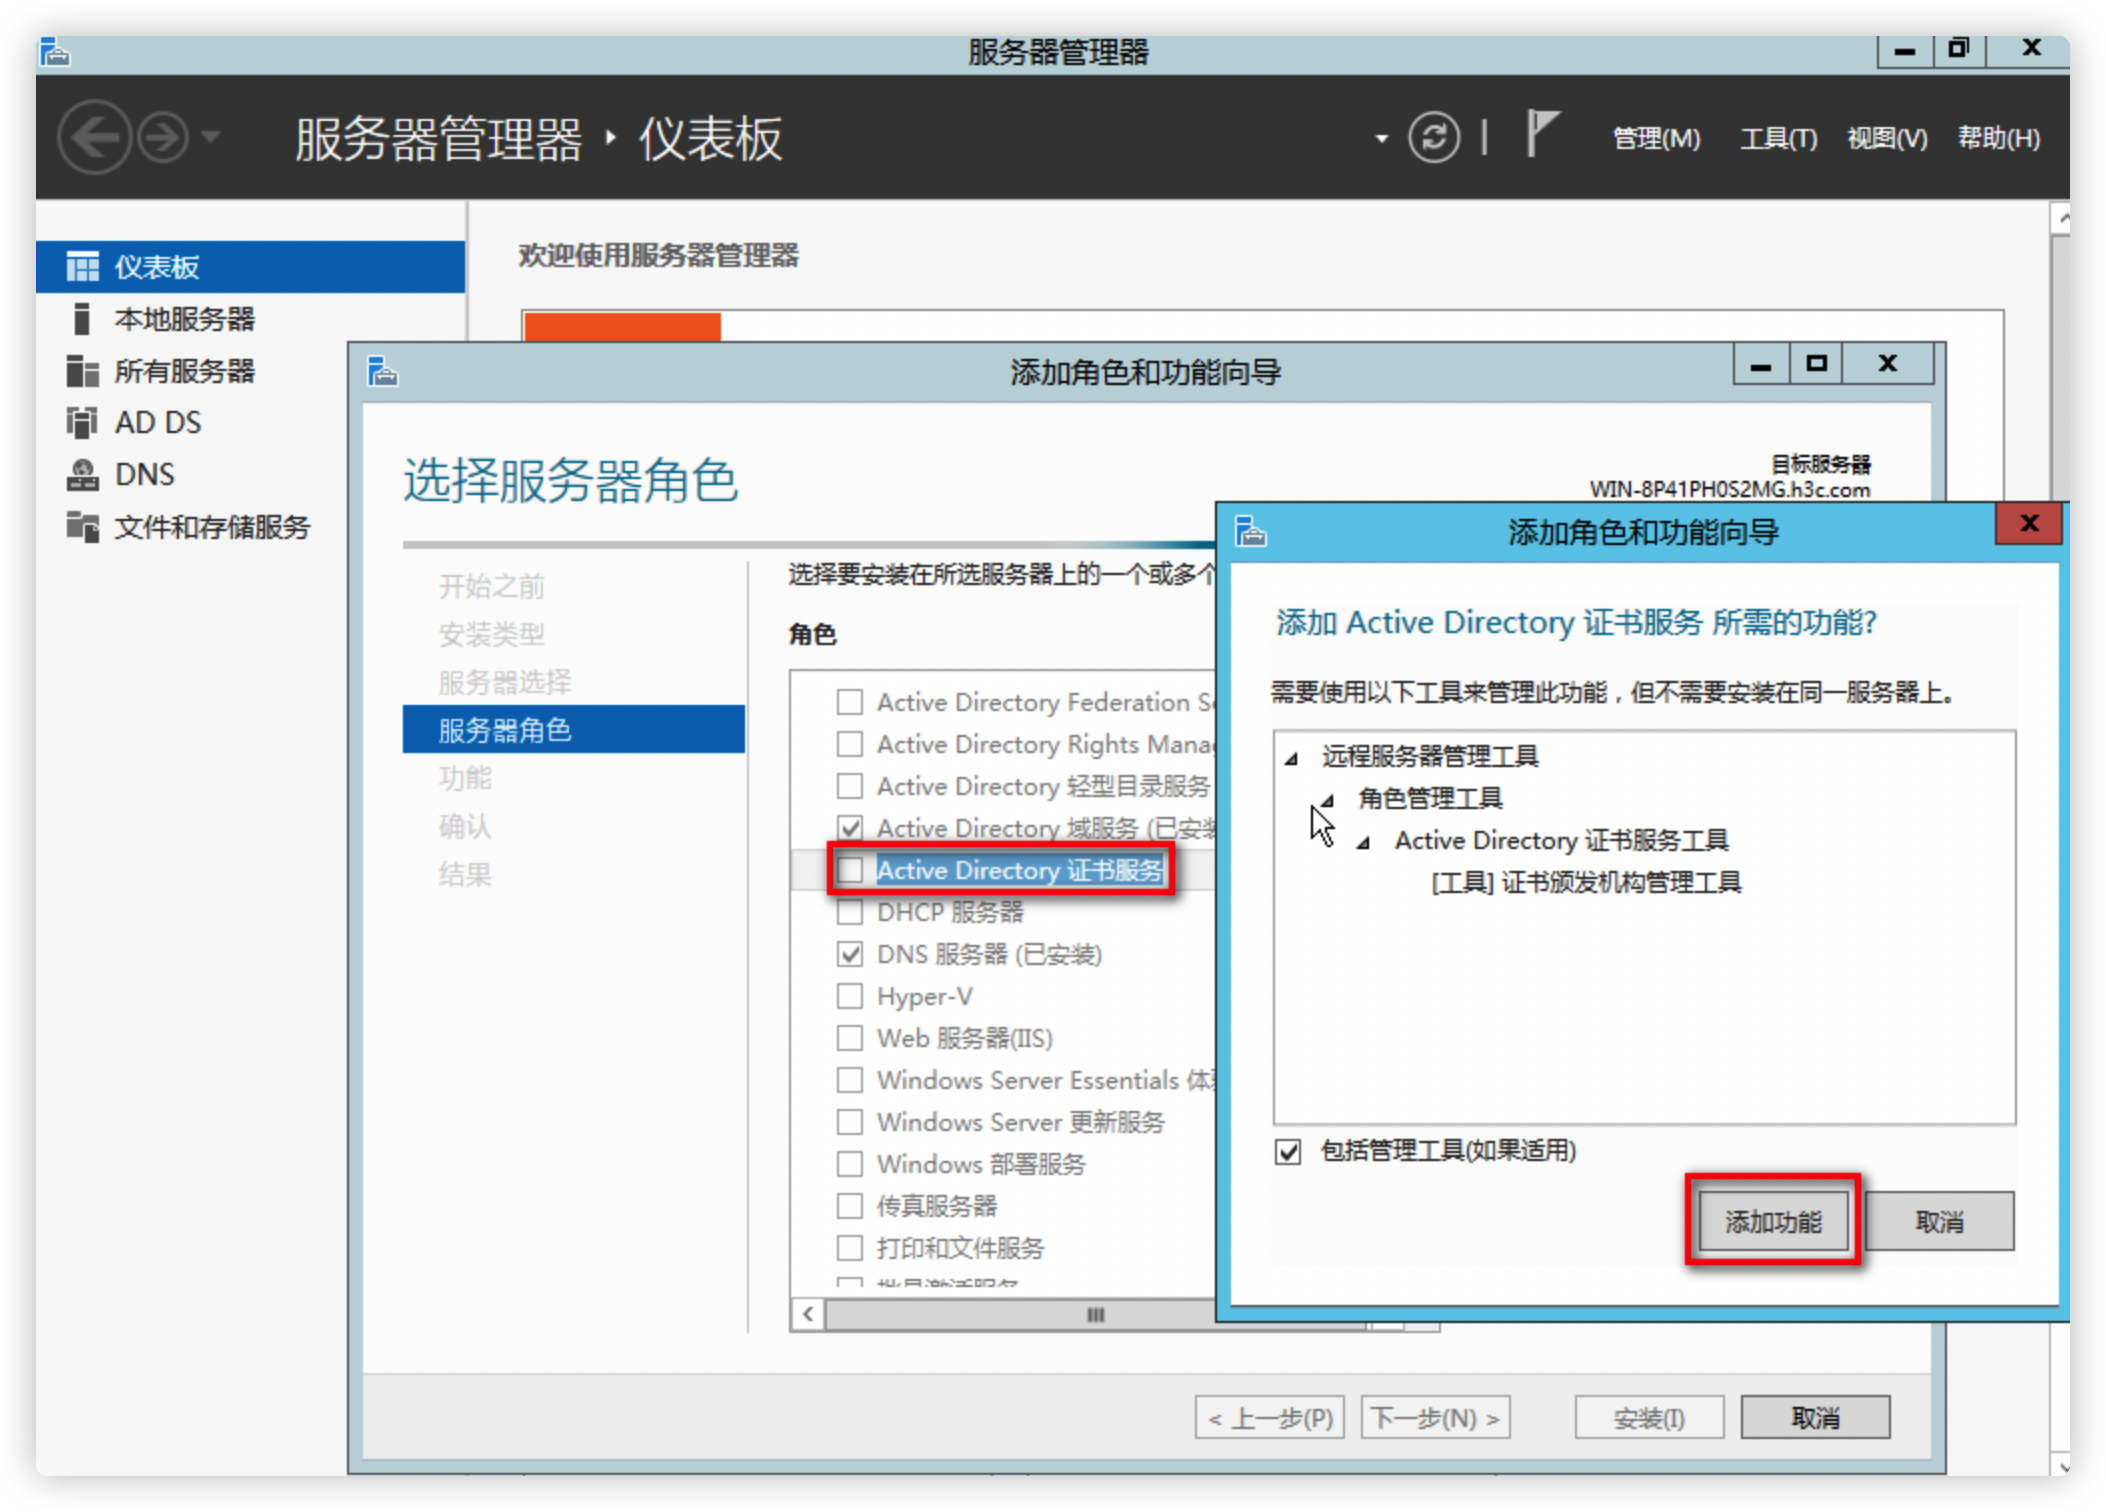 服务器管理器
服务器管理器 ‣ 仪表板
管理(M) 工具(T) 视图(V) 帮助(H)
仪表板
本地服务器
所有服务器
AD DS
DNS
文件和存储服务
欢迎使用服务器管理器
添加角色和功能向导
选择服务器角色
目标服务器
WIN-8P41PH0S2MG.h3c.com
开始之前
安装类型
服务器选择
服务器角色
功能
确认
结果
选择要安装在所选服务器上的一个或多个
角色
Active Directory Federation
Active Directory Rights
Active Directory 轻型目录服务
Active Directory 域服务 (已安
Active Directory 证书服务
DHCP 服务器
DNS 服务器 (已安装)
Hyper-V
Web 服务器(IIS)
Windows Server Essentials
Windows Server 更新服务
Windows 部署服务
传真服务器
打印和文件服务
< 上一步(P) 下一步(N) > 安装(I) 取消
添加角色和功能向导
添加 Active Directory 证书服务 所需的功能?
需要使用以下工具来管理此功能，但不需要安装在同一服务器上。
远程服务器管理工具
角色管理工具
Active Directory 证书服务工具
[工具] 证书颁发机构管理工具
包括管理工具(如果适用)
添加功能 取消